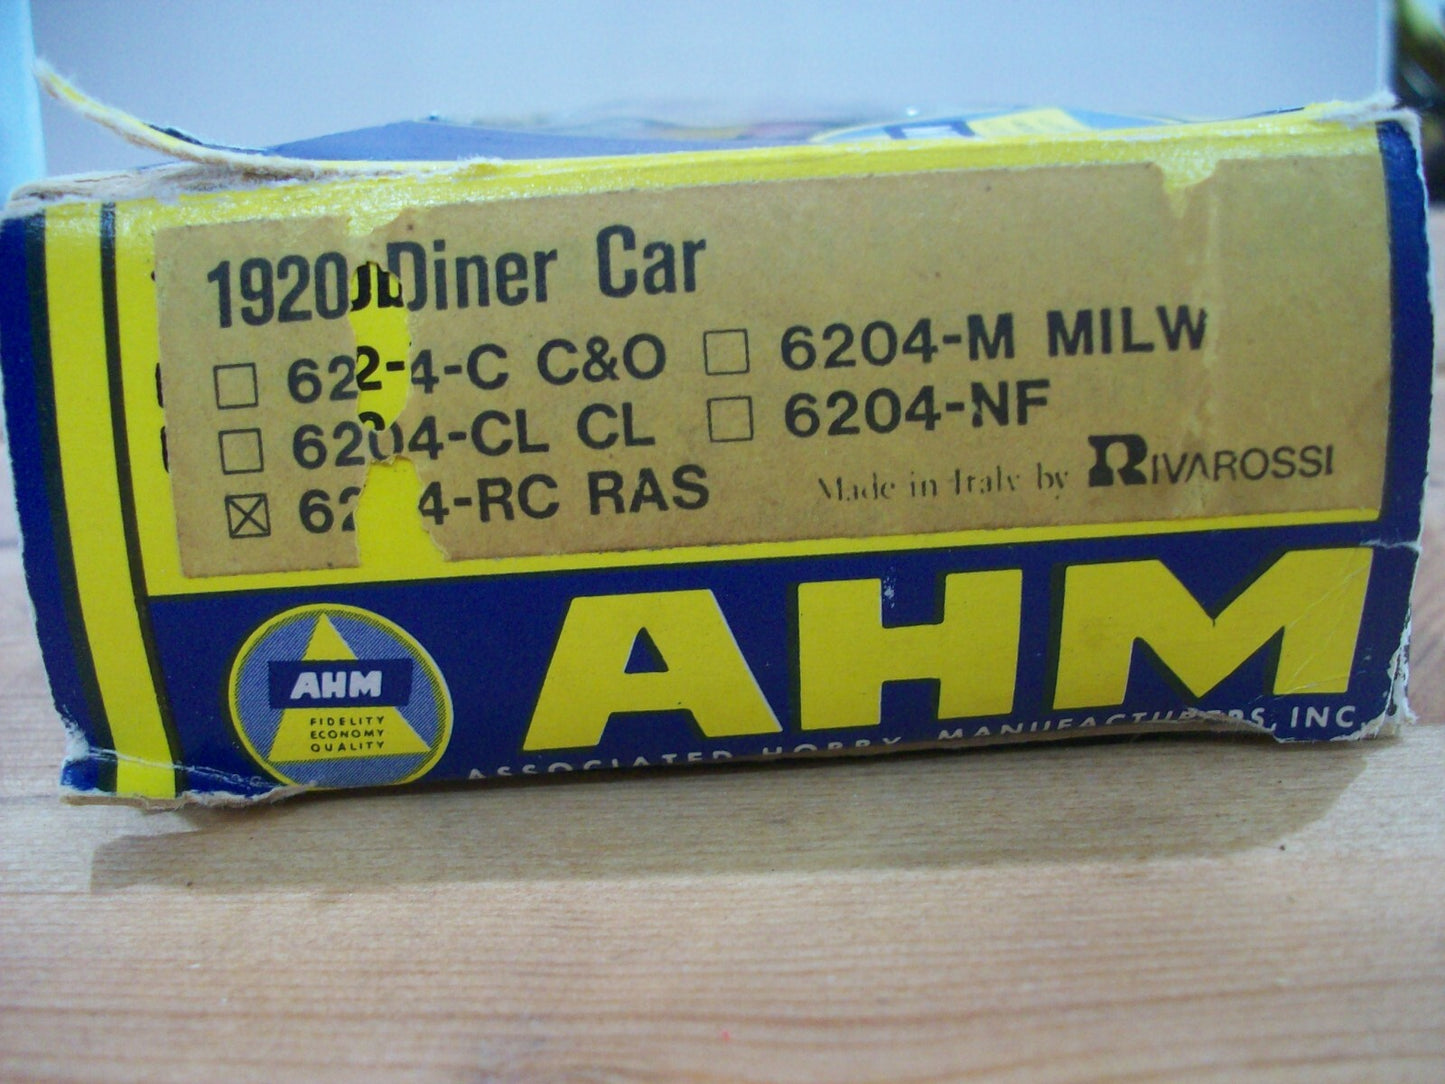 1920 Diner Car
62 2-4-C C&O
6204-CL CL
62 4-RC RAS
6204-M MILW
6204-NF
Made in Italy by RIVAROSSI
AHM
FIDELITY
ECONOMY
QUALITY
AHM
ASSOCIATED HOBBY MANUFACTURERS, INC.